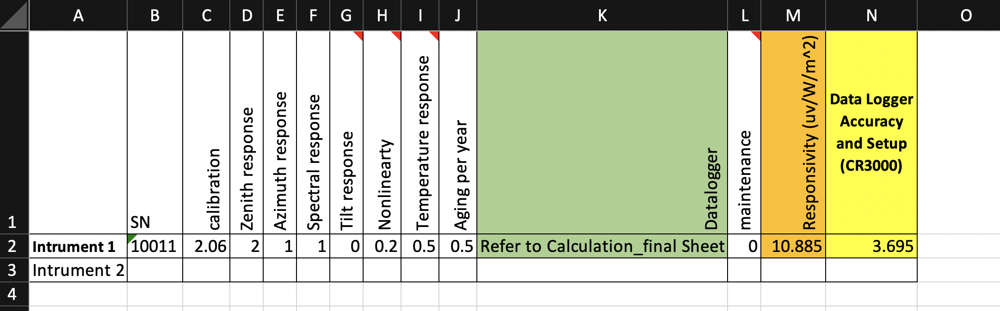 A B C D E F G H I J K L M N O
1 SN calibration Zenith response Azimuth response Spectral response Tilt response Nonlinearty Temperature response Aging per year Datalogger maintenance Responsivity (uv/W/m^2) Data Logger
Accuracy
and Setup
(CR3000)
2 Intrument 1 10011 2.06 2 1 1 0 0.2 0.5 0.5 Refer to Calculation_final Sheet 0 10.885 3.695
3 Intrument 2
4